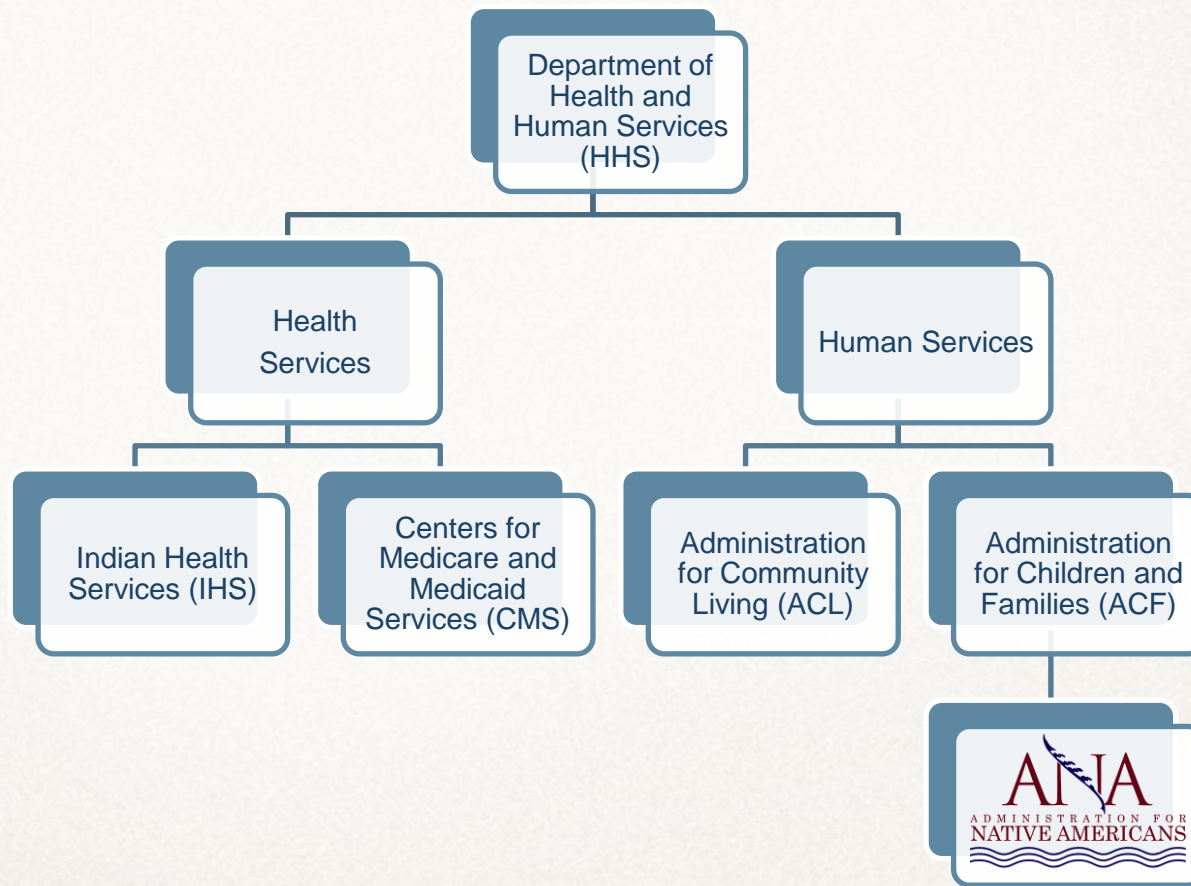 Department of
Health and
Human Services
(HHS)
Health
Services
Human Services
Indian Health
Services (IHS)
Centers for
Medicare and
Medicaid
Services (CMS)
Administration
for Community
Living (ACL)
Administration
for Children and
Families (ACF)
ANA
ADMINISTRATION FOR
NATIVE AMERICANS